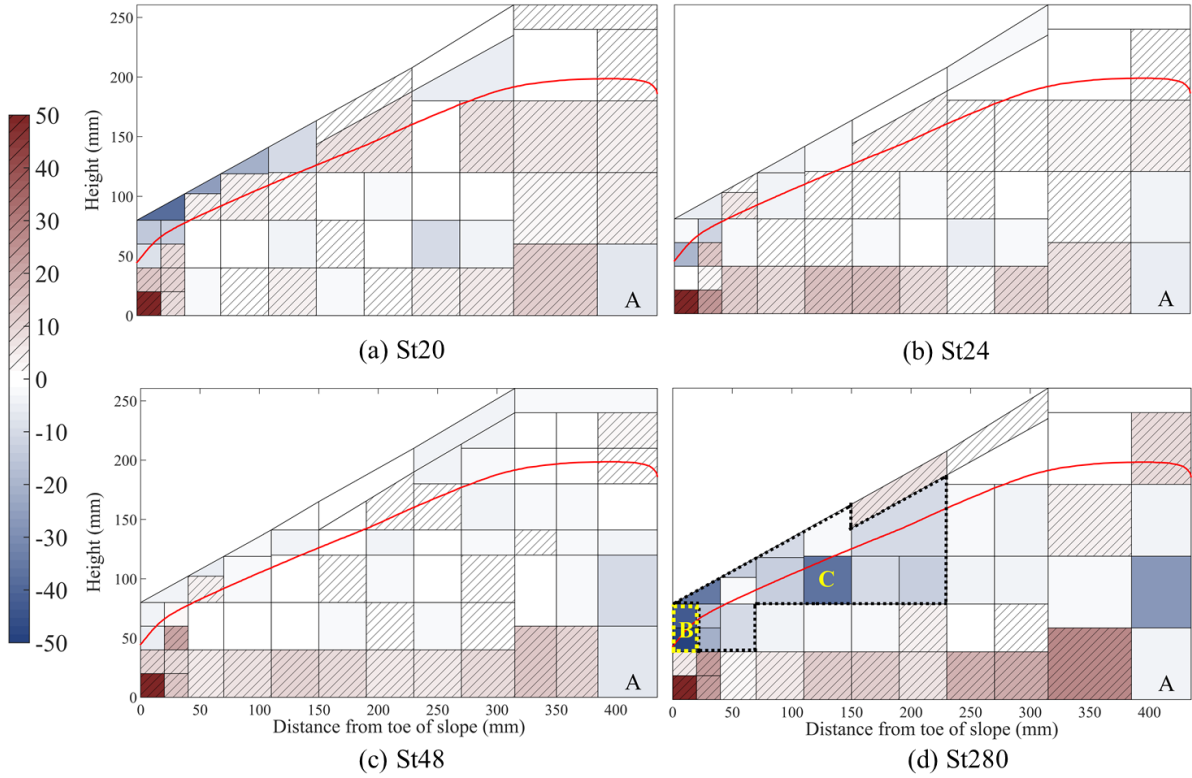 50
40
30
20
10
0
-10
-20
-30
-40
-50
Height (mm)
250
200
150
100
50
0
A
A
(a) St20
(b) St24
Height (mm)
250
200
150
100
50
0
A
B
C
A
0 50 100 150 200 250 300 350 400
0 50 100 150 200 250 300 350 400
Distance from toe of slope (mm)
Distance from toe of slope (mm)
(c) St48
(d) St280